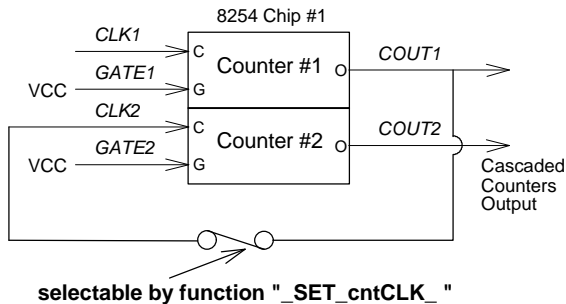 8254 Chip #1
CLK1
C
Counter #1
O
COUT1
GATE1
VCC
G
CLK2
C
Counter #2
O
COUT2
GATE2
VCC
G
Cascaded
Counters
Output
selectable by function "_SET_cntCLK_ "